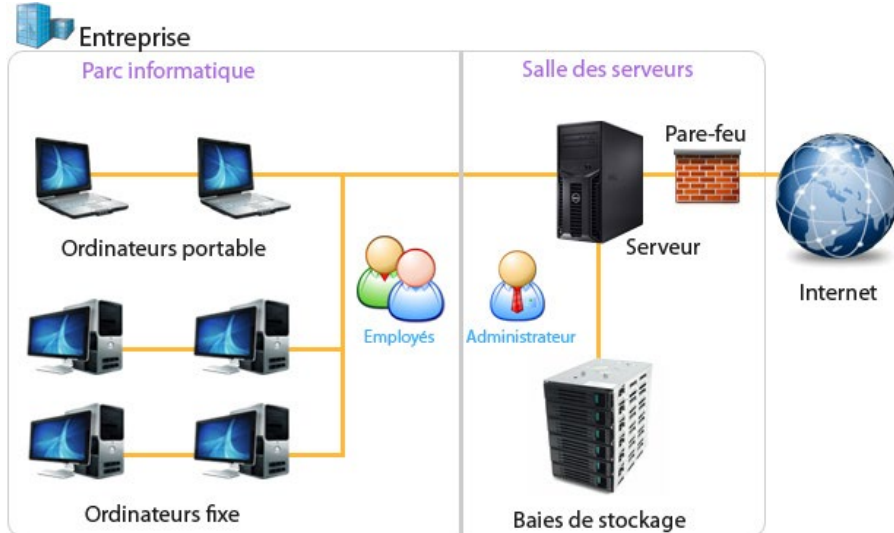 Entreprise
Parc informatique
Salle des serveurs
Pare-feu
Ordinateurs portable
Serveur
Internet
Employés
Administrateur
Ordinateurs fixe
Baies de stockage